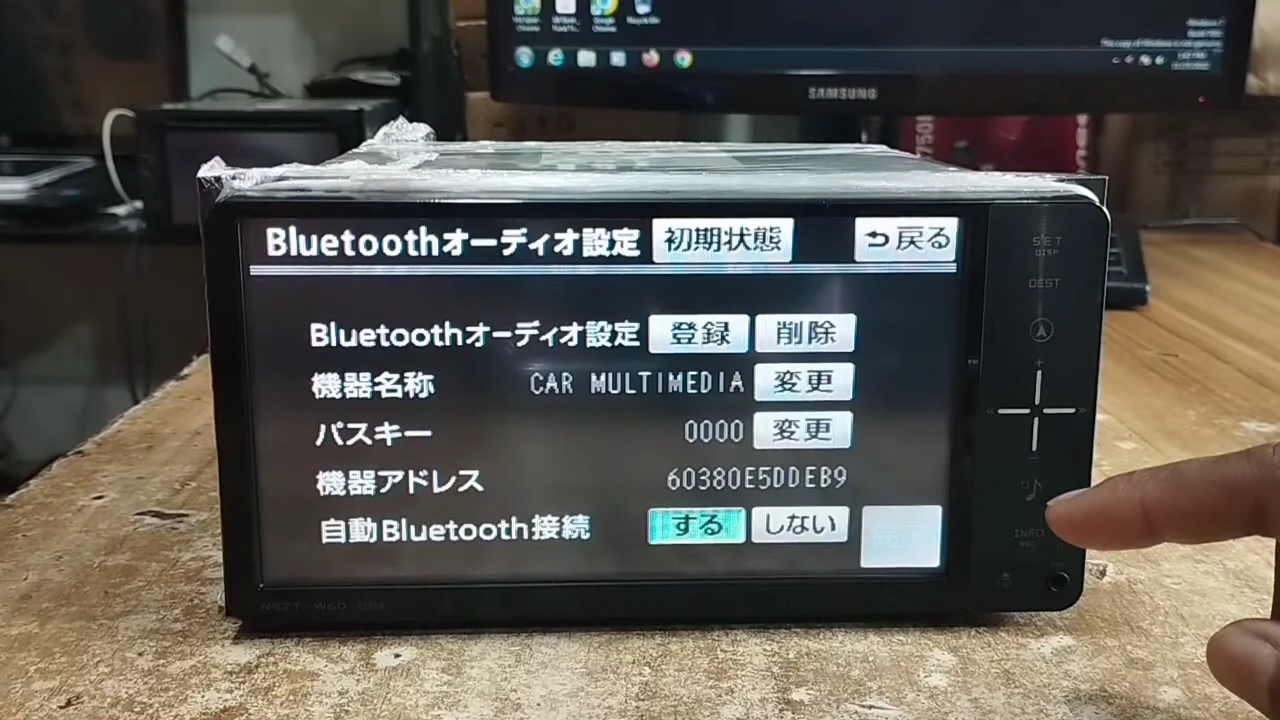 SAMSUNG
Bluetoothオーディオ設定 初期状態 戻る
Bluetoothオーディオ設定 登録 削除
機器名称 CAR MULTIMEDIA 変更
パスキー 0000 変更
機器アドレス 60380E5DDEB9
自動Bluetooth接続 する しない
SET
DISP
DEST
INFO
NSZT-W60